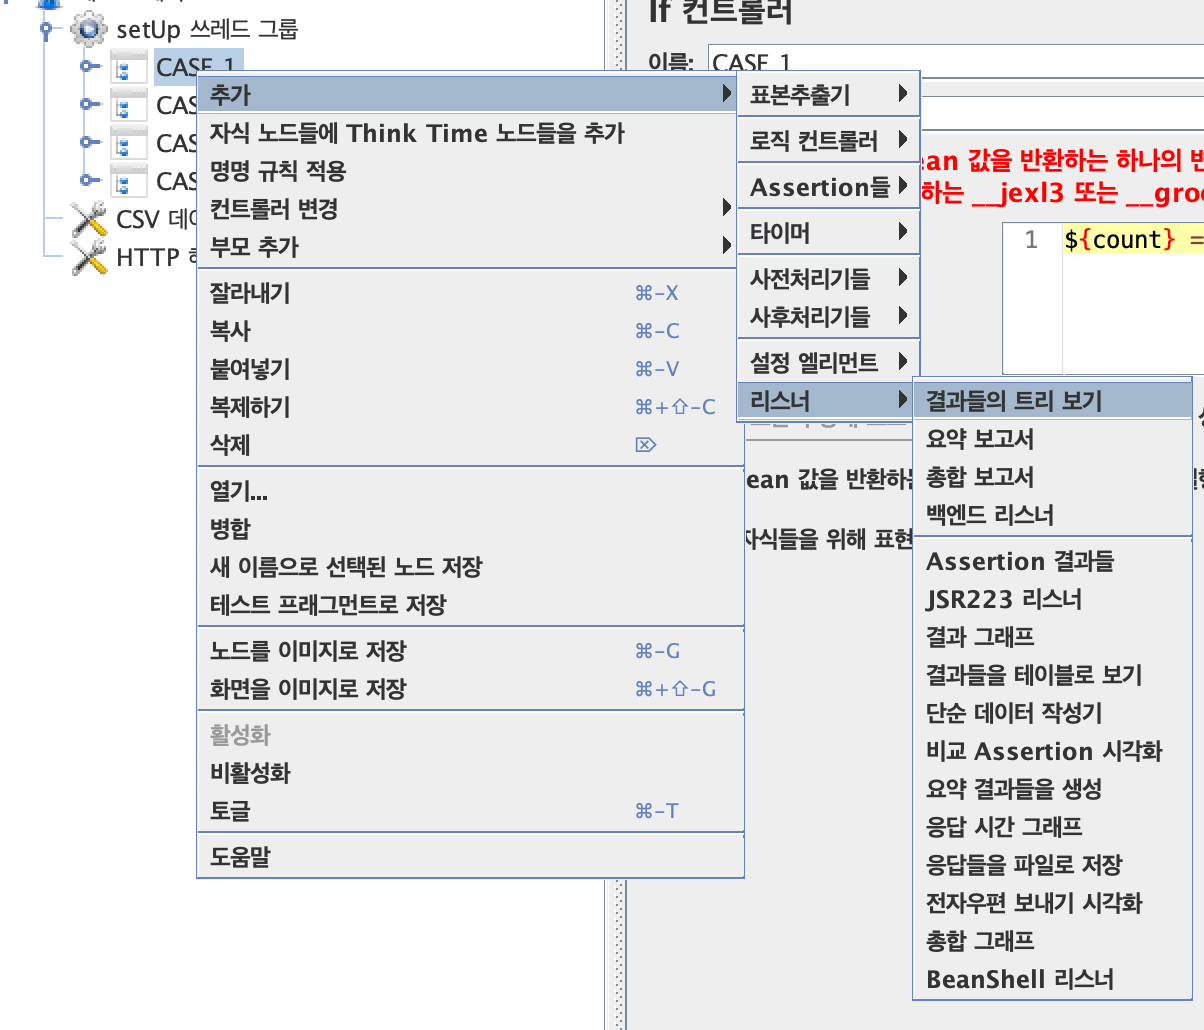 setUp 쓰레드 그룹
CASE_1
CAS
CAS
CAS
CSV 데이
HTTP
If 컨트롤러
이름: CASE_1
ean 값을 반환하는 하나의
하는 __jexl3 또는 __groo
1 ${count} =
ean 값을 반환하는
자식들을 위해 표현
추가
자식 노드들에 Think Time 노드들을 추가
명명 규칙 적용
컨트롤러 변경
부모 추가
잘라내기 ⌘-X
복사 ⌘-C
붙여넣기 ⌘-V
복제하기 ⌘+⇧-C
삭제 ⌦
열기...
병합
새 이름으로 선택된 노드 저장
테스트 프래그먼트로 저장
노드를 이미지로 저장 ⌘-G
화면을 이미지로 저장 ⌘+⇧-G
활성화
비활성화
토글 ⌘-T
도움말
표본추출기
로직 컨트롤러
Assertion들
타이머
사전처리기들
사후처리기들
설정 엘리먼트
리스너
결과들의 트리 보기
요약 보고서
총합 보고서
백엔드 리스너
Assertion 결과들
JSR223 리스너
결과 그래프
결과들을 테이블로 보기
단순 데이터 작성기
비교 Assertion 시각화
요약 결과들을 생성
응답 시간 그래프
응답들을 파일로 저장
전자우편 보내기 시각화
총합 그래프
BeanShell 리스너